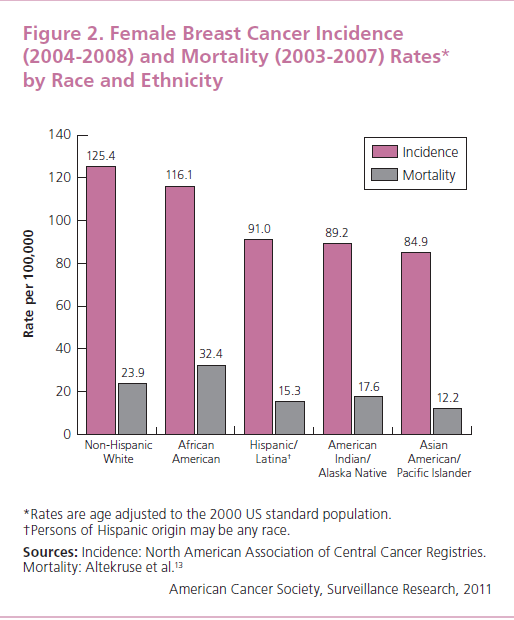 Figure 2. Female Breast Cancer Incidence
(2004-2008) and Mortality (2003-2007) Rates*
by Race and Ethnicity
140
120
100
80
60
40
20
0
Rate per 100,000
Incidence
Mortality
125.4
23.9
116.1
32.4
91.0
15.3
89.2
17.6
84.9
12.2
Non-Hispanic
White
African
American
Hispanic/
Latina†
American
Indian/
Alaska Native
Asian
American/
Pacific Islander
*Rates are age adjusted to the 2000 US standard population.
†Persons of Hispanic origin may be any race.
Sources: Incidence: North American Association of Central Cancer Registries.
Mortality: Altekruse et al.¹³
American Cancer Society, Surveillance Research, 2011